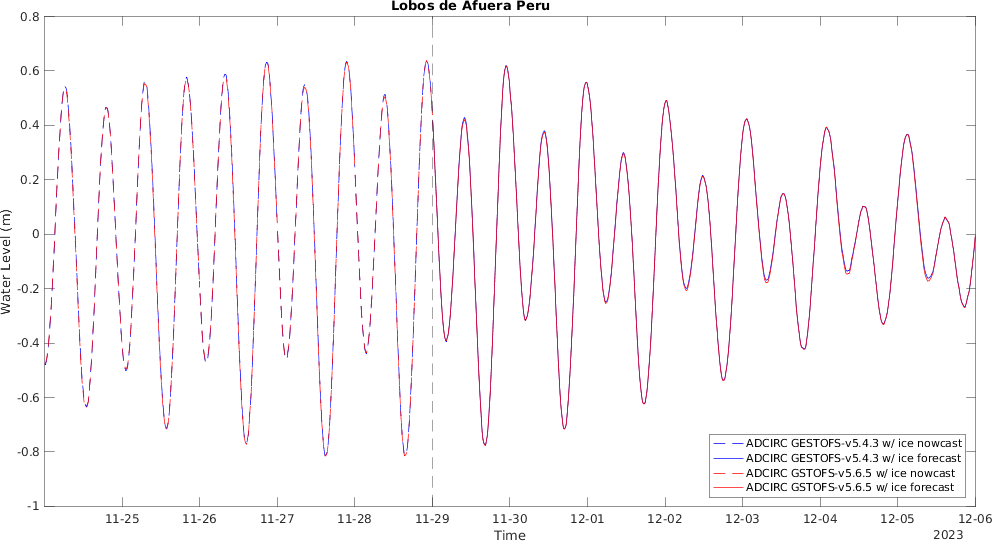 Lobos de Afuera Peru
0.8
0.6
0.4
0.2
0
-0.2
-0.4
-0.6
-0.8
-1
Water Level (m)
ADCIRC GESTOFS-v5.4.3 w/ ice nowcast
ADCIRC GESTOFS-v5.4.3 w/ ice forecast
ADCIRC GSTOFS-v5.6.5 w/ ice nowcast
ADCIRC GSTOFS-v5.6.5 w/ ice forecast
11-25 11-26 11-27 11-28 11-29 11-30 12-01 12-02 12-03 12-04 12-05 12-06
Time
2023